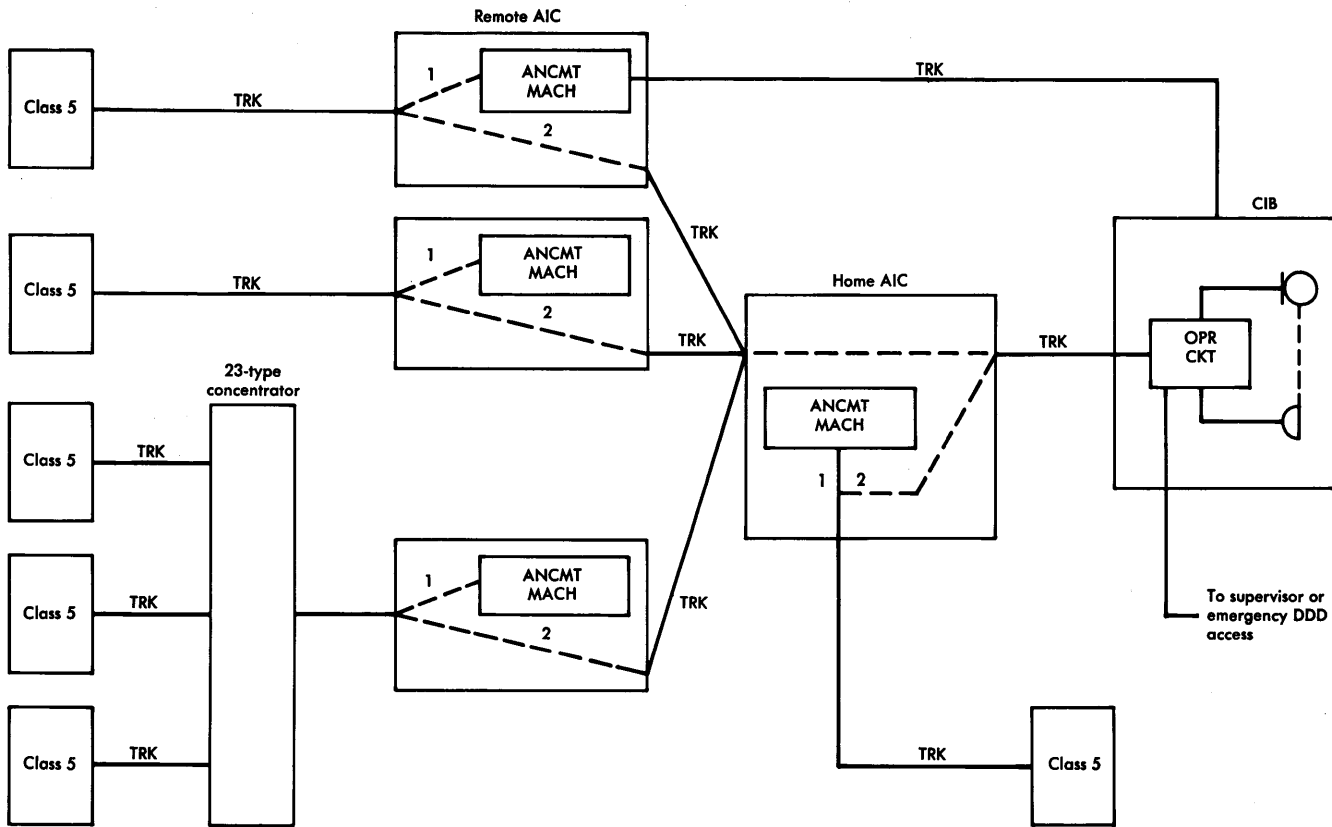 Remote AIC
Class 5
TRK
1
ANCMT
MACH
2
TRK
CIB
Class 5
TRK
1
ANCMT
MACH
2
TRK
TRK
Home AIC
TRK
OPR
CKT
23-type
concentrator
Class 5
TRK
ANCMT
MACH
1
2
Class 5
TRK
1
ANCMT
MACH
2
TRK
To supervisor or
emergency DDD
access
Class 5
TRK
TRK
Class 5